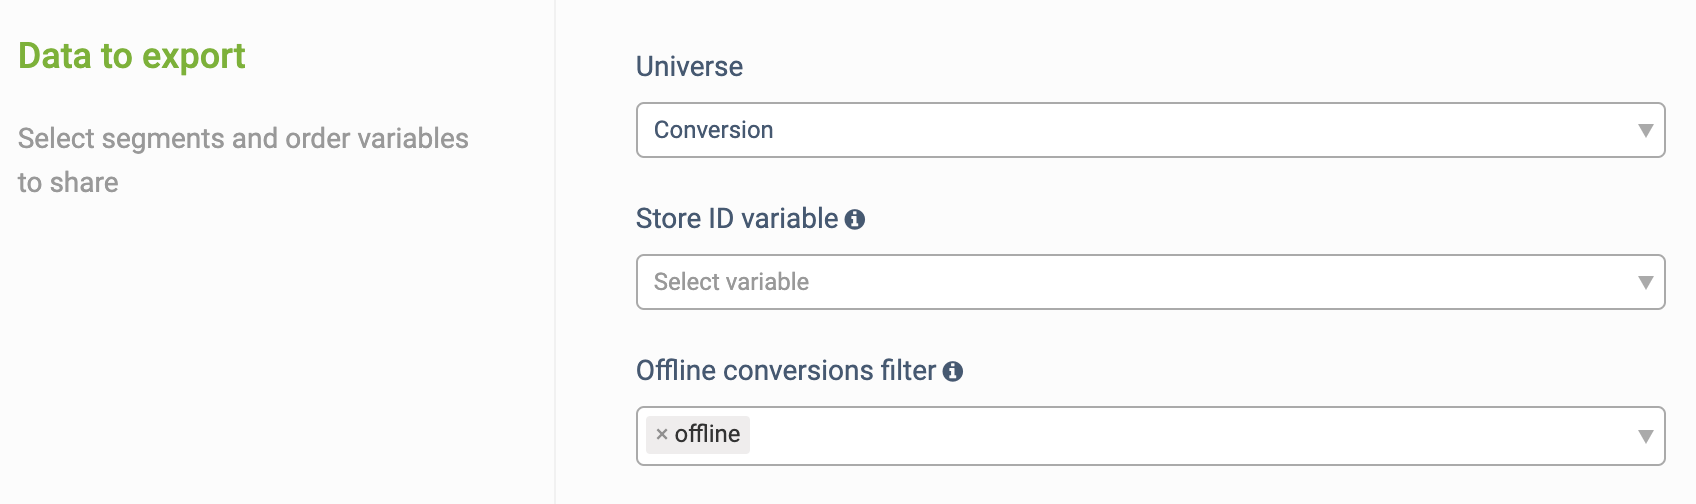 Data to export
Select segments and order variables
to share
Universe
Conversion
Store ID variable
Select variable
Offline conversions filter
× offline